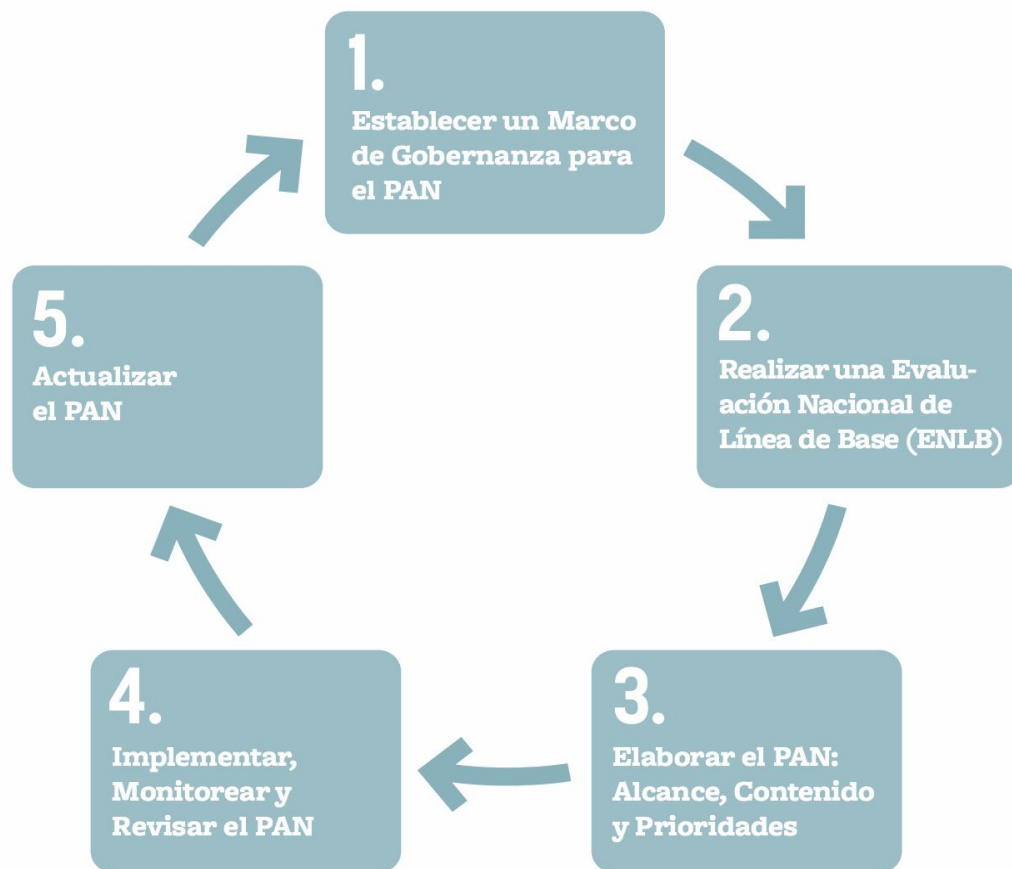 1.
Establecer un Marco
de Gobernanza para
el PAN
2.
Realizar una Evalu-
ación Nacional de
Línea de Base (ENLB)
3.
Elaborar el PAN:
Alcance, Contenido
y Prioridades
4.
Implementar,
Monitorear y
Revisar el PAN
5.
Actualizar
el PAN